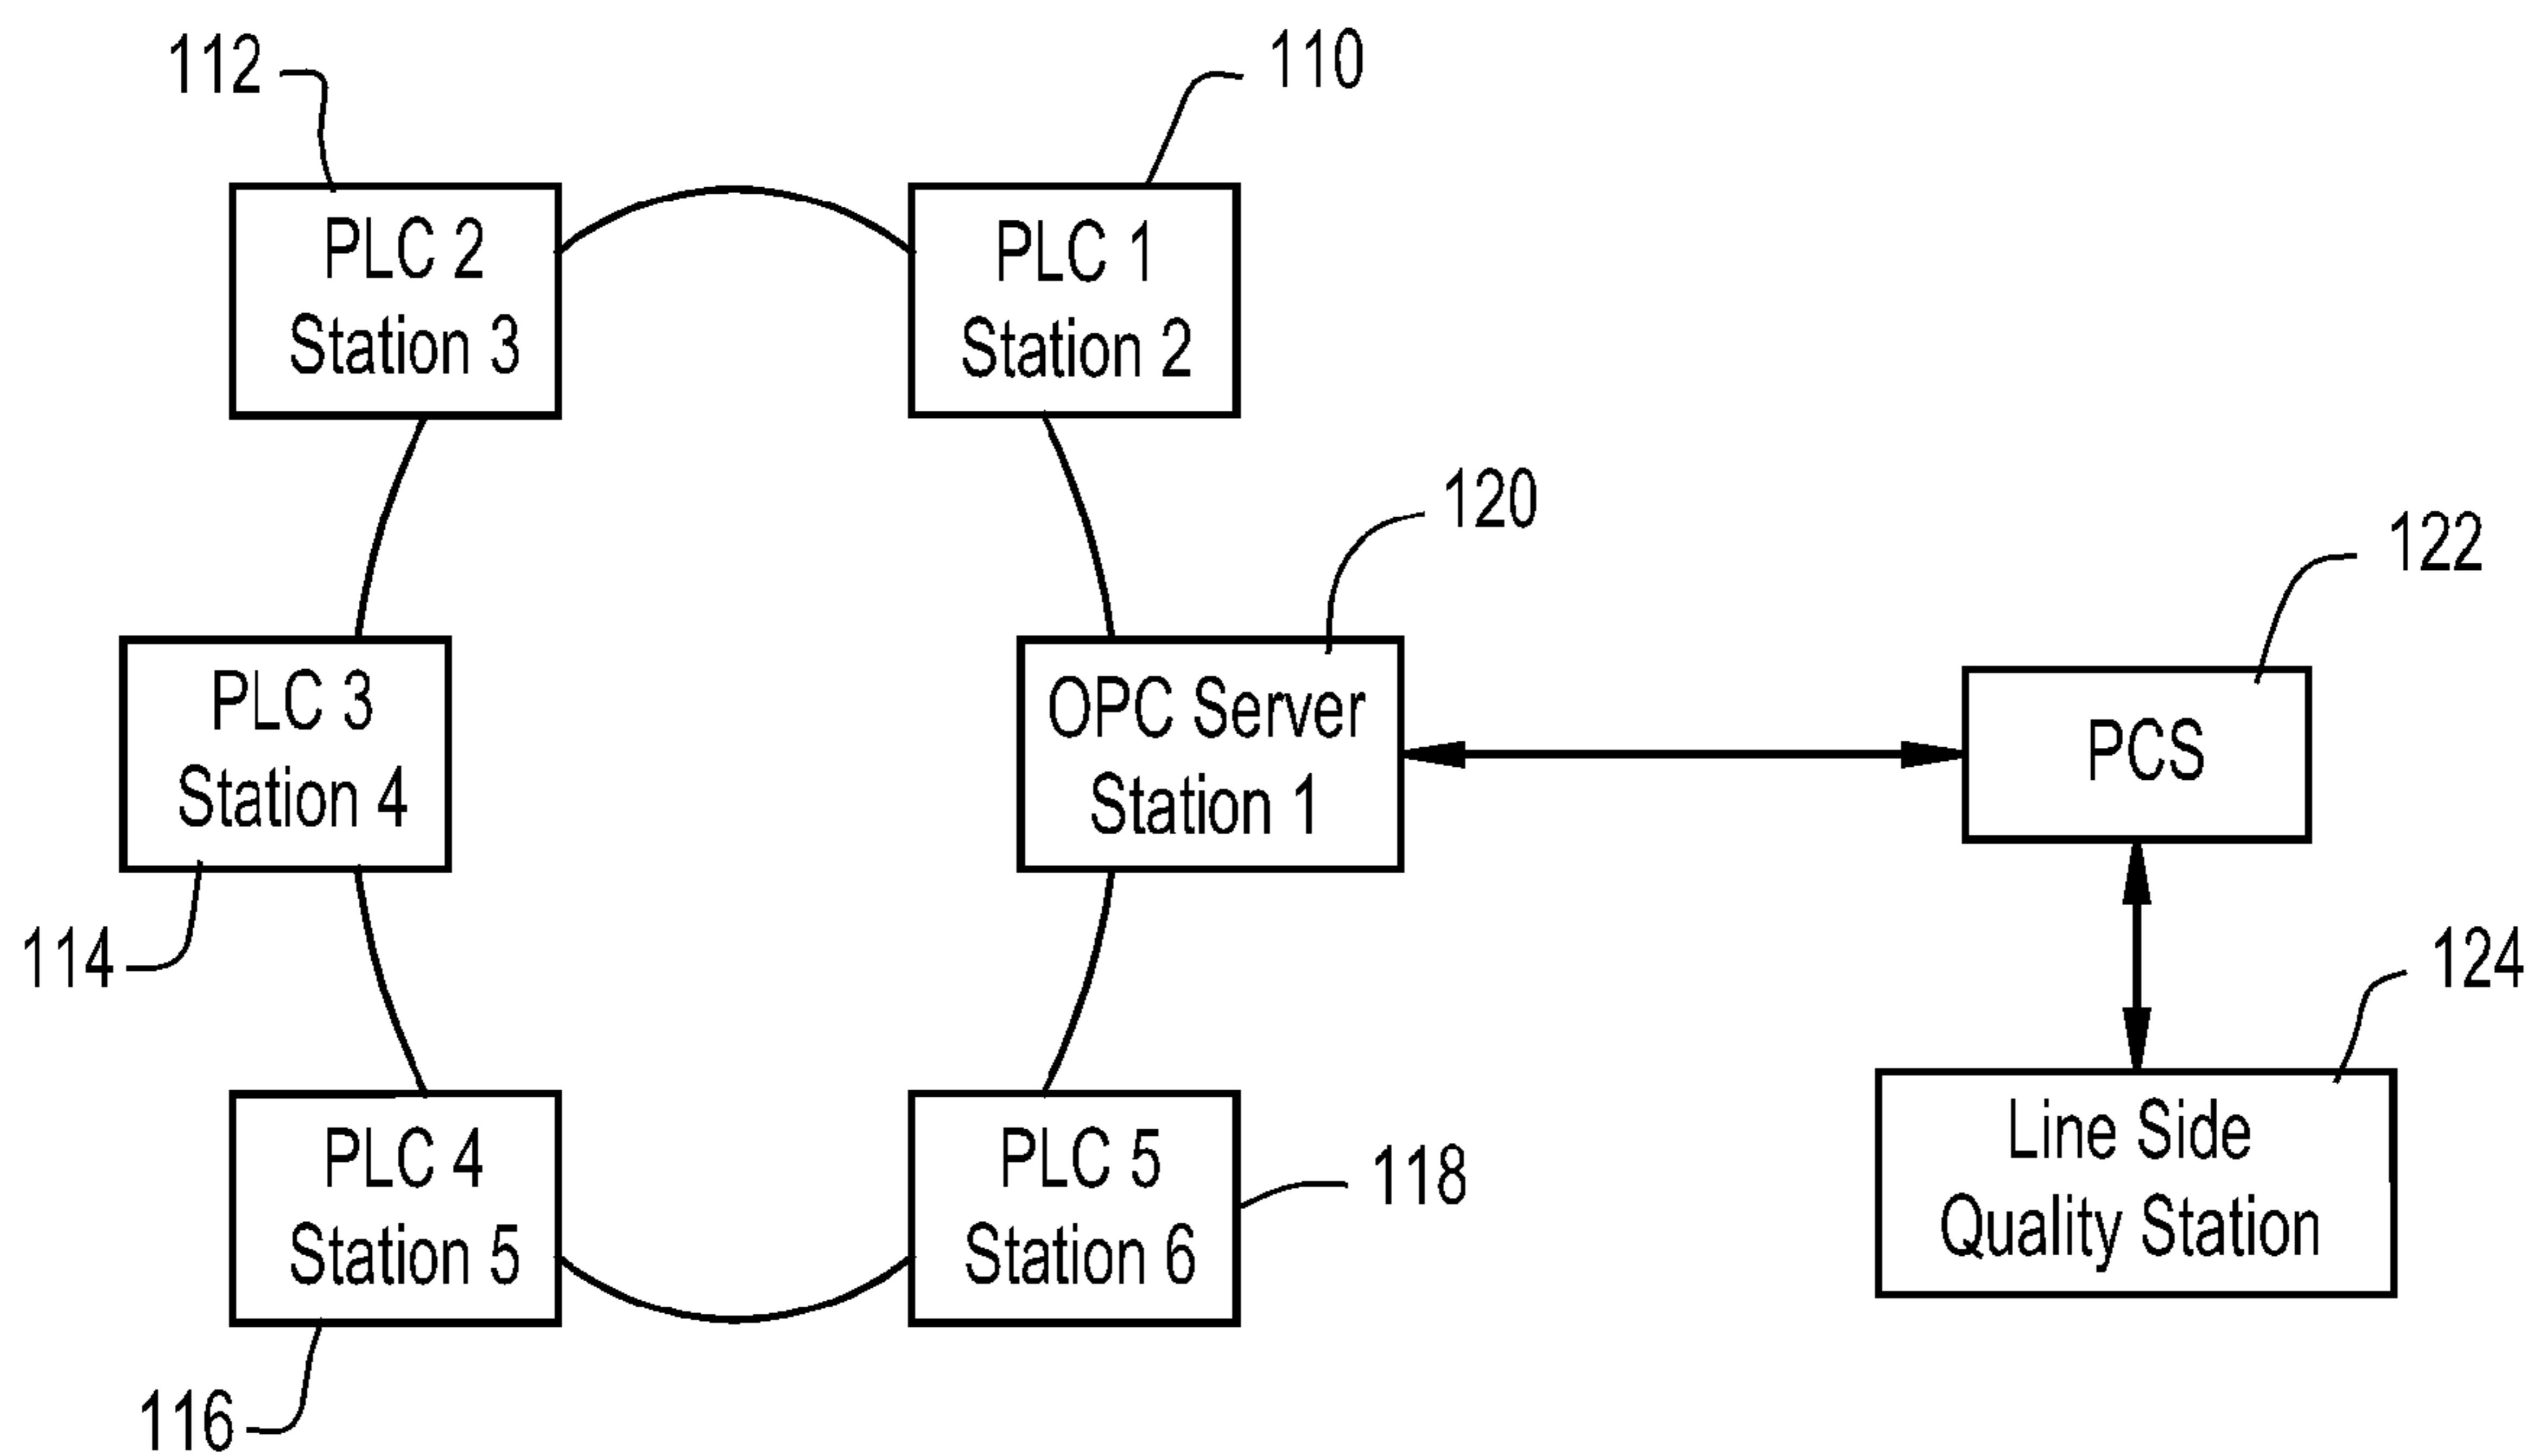 112
110
PLC 2
Station 3
PLC 1
Station 2
120
122
PLC 3
Station 4
OPC Server
Station 1
PCS
114
124
PLC 4
Station 5
PLC 5
Station 6
118
Line Side
Quality Station
116